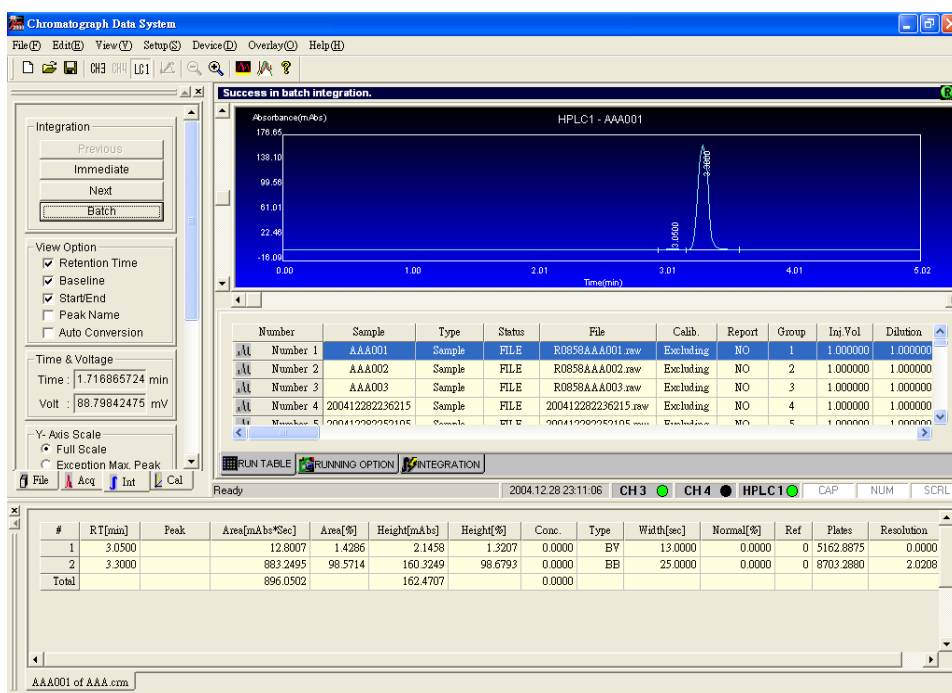 Chromatograph Data System
File(F) Edit(E) View(V) Setup(S) Device(D) Overlay(O) Help(H)
CH3 CH4 LC1
Success in batch integration.
Integration
Previous
Immediate
Next
Batch
View Option
Retention Time
Baseline
Start/End
Peak Name
Auto Conversion
Time & Voltage
Time : 1.716865724 min
Volt : 88.79842475 mV
Y- Axis Scale
Full Scale
Exception Max. Peak
File Acq Int Cal
Absorbance(mAbs)
HPLC1 - AAA001
176.65
138.10
99.56
61.01
22.46
-16.09
3.0500
3.3000
0.00 1.00 2.01 3.01 4.01 5.02
Time(min)
Number Sample Type Status File Calib. Report Group Inj.Vol Dilution
Number 1 AAA001 Sample FILE R0858AAA001.raw Excluding NO 1 1.000000 1.000000
Number 2 AAA002 Sample FILE R0858AAA002.raw Excluding NO 2 1.000000 1.000000
Number 3 AAA003 Sample FILE R0858AAA003.raw Excluding NO 3 1.000000 1.000000
Number 4 200412282236215 Sample FILE 200412282236215.raw Excluding NO 4 1.000000 1.000000
RUN TABLE RUNNING OPTION INTEGRATION
Ready 2004.12.28 23:11:06 CH 3 CH 4 HPLC 1 CAP NUM SCRL
# RT[min] Peak Area[mAbs*Sec] Area[%] Height[mAbs] Height[%] Conc. Type Width[sec] Normal[%] Ref Plates Resolution
1 3.0500 12.8007 1.4286 2.1458 1.3207 0.0000 BV 13.0000 0.0000 0 5162.8875 0.0000
2 3.3000 883.2495 98.5714 160.3249 98.6793 0.0000 BB 25.0000 0.0000 0 8703.2880 2.0208
Total 896.0502 162.4707 0.0000
AAA001 of AAA.crm